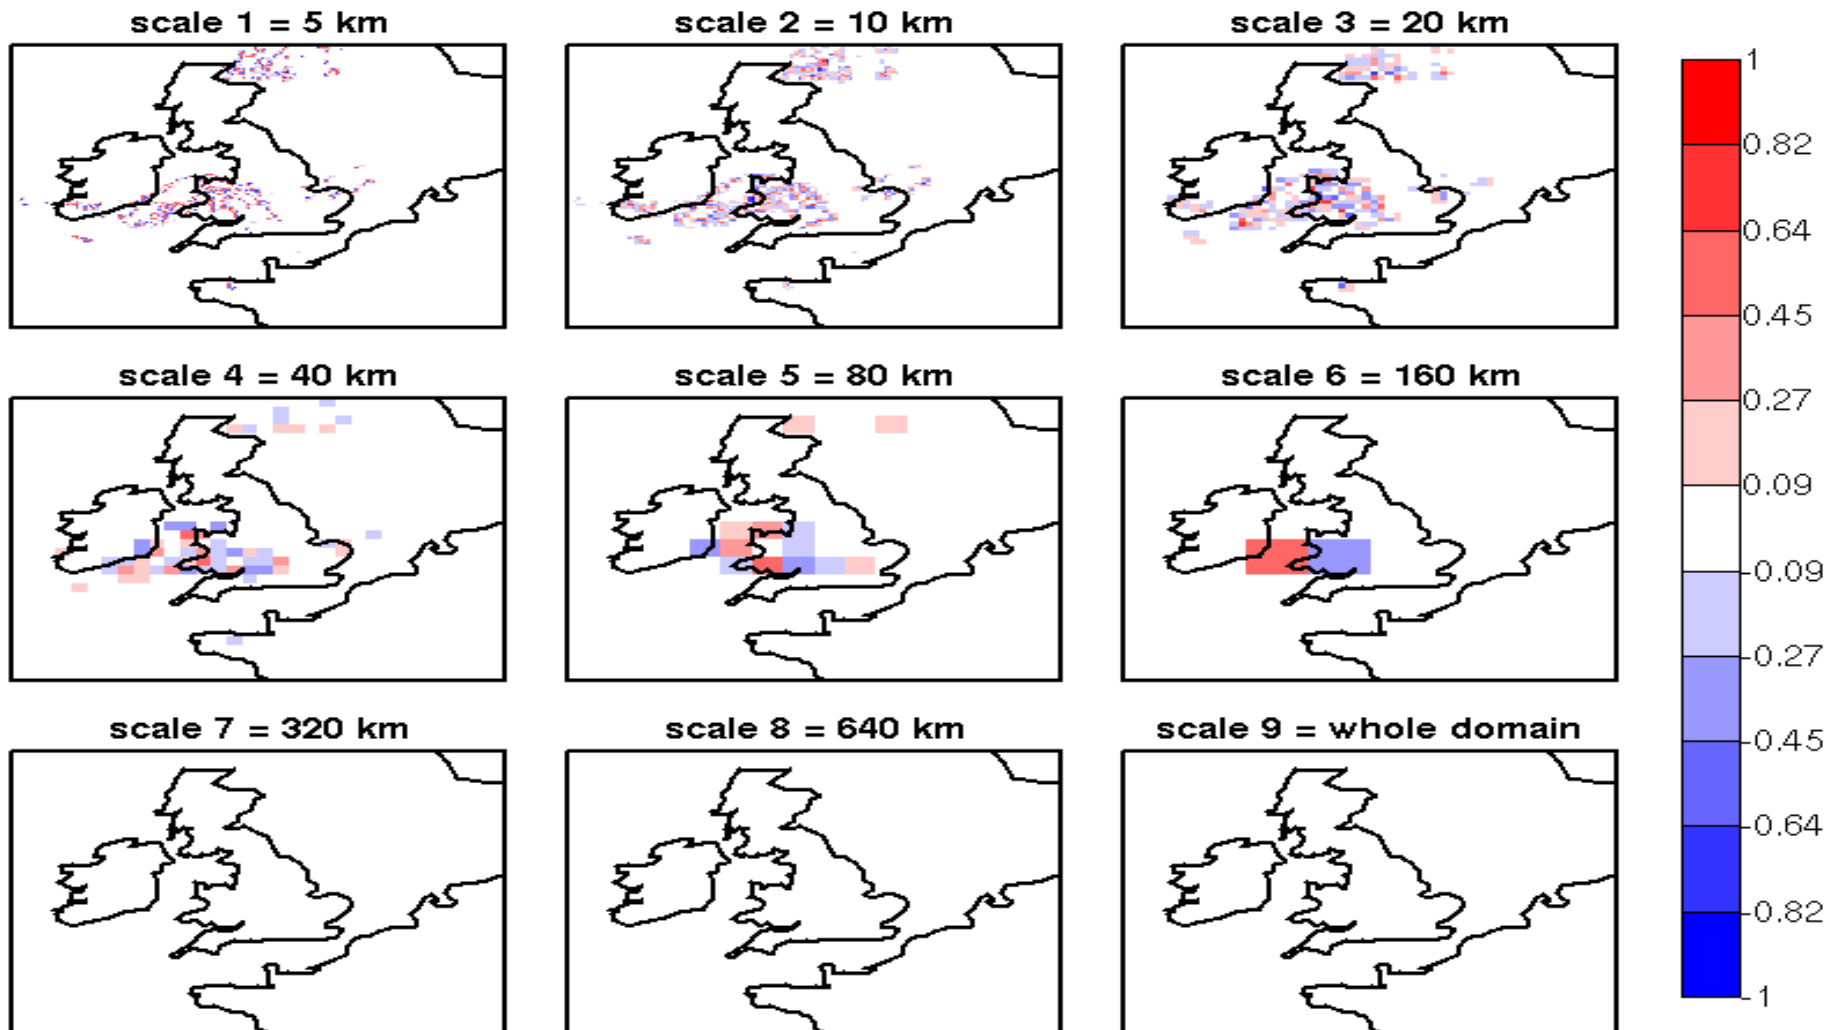 scale 1 = 5 km
scale 2 = 10 km
scale 3 = 20 km
scale 4 = 40 km
scale 5 = 80 km
scale 6 = 160 km
scale 7 = 320 km
scale 8 = 640 km
scale 9 = whole domain
1
0.82
0.64
0.45
0.27
0.09
-0.09
-0.27
-0.45
-0.64
-0.82
-1